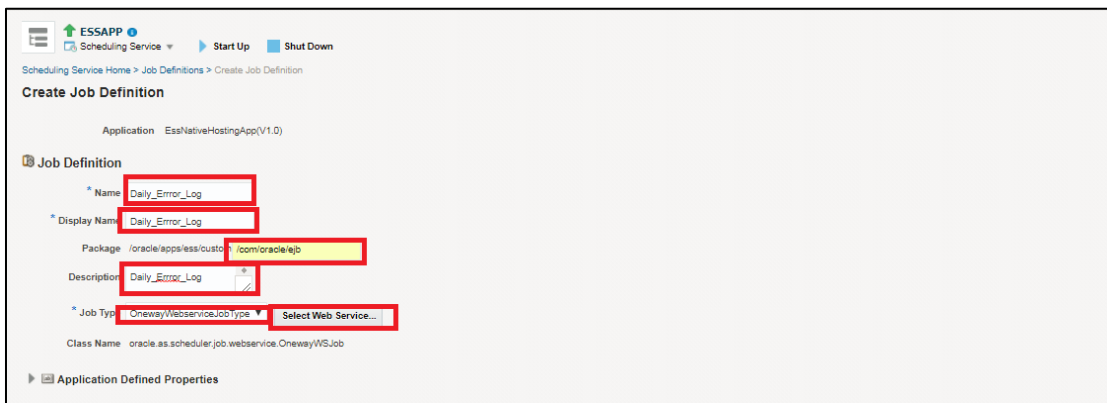 ESSAPP
Scheduling Service Start Up Shut Down
Scheduling Service Home > Job Definitions > Create Job Definition
Create Job Definition
Application EssNativeHostingApp(V1.0)
Job Definition
* Name Daily_Errror_Log
* Display Name Daily_Errror_Log
Package /oracle/apps/ess/custom /com/oracle/ejb
Description Daily_Errror_Log
* Job Typ OnewayWebserviceJobType Select Web Service...
Class Name oracle.as.scheduler.job.webservice.OnewayWSJob
Application Defined Properties